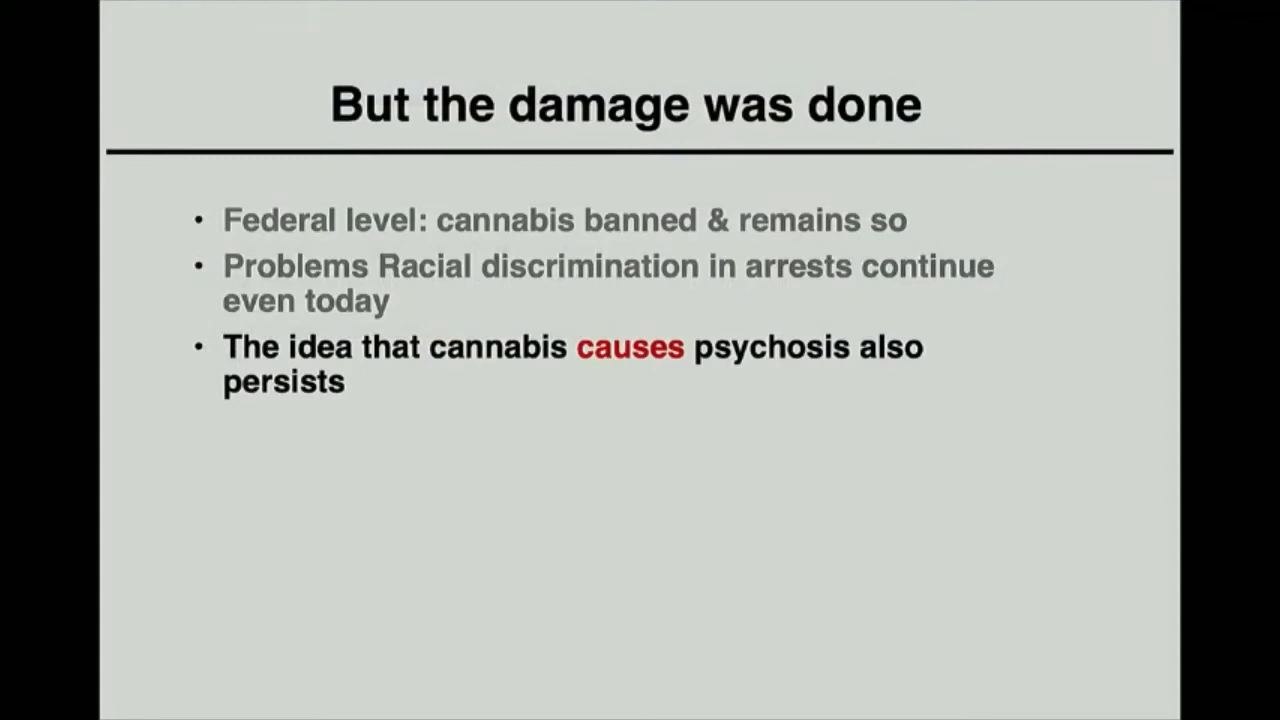 But the damage was done
• Federal level: cannabis banned & remains so
• Problems Racial discrimination in arrests continue
even today
• The idea that cannabis causes psychosis also
persists